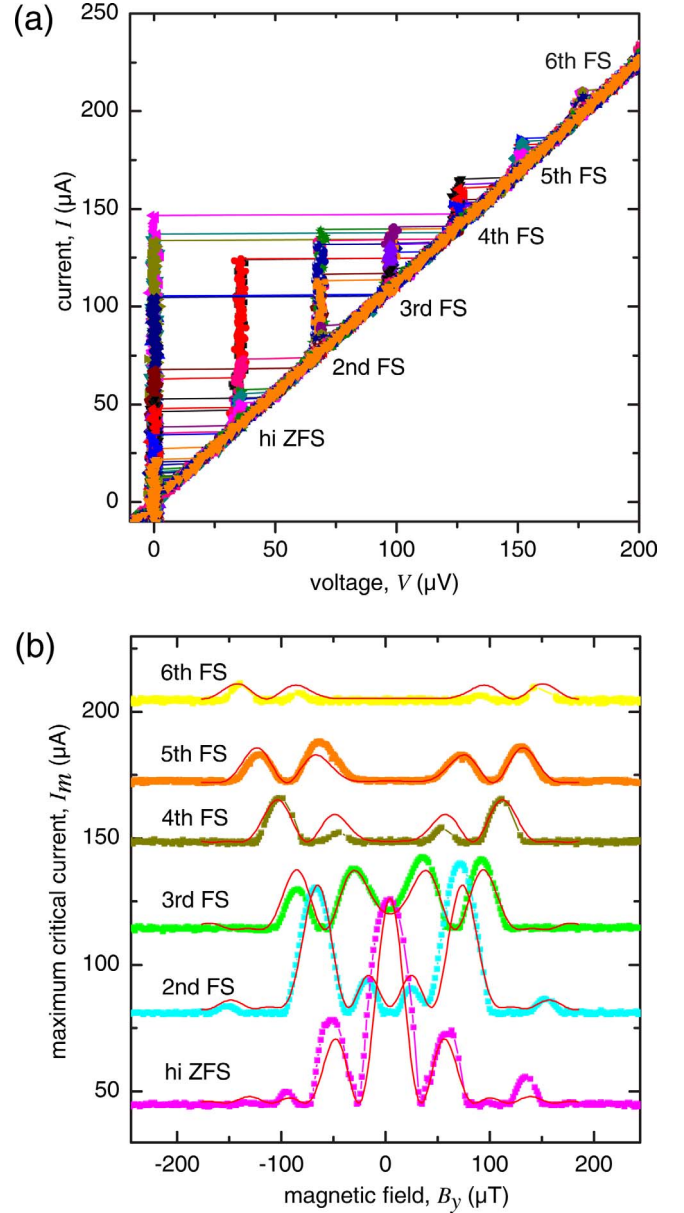 (a)
250
200
150
100
50
0
current, I (µA)
6th FS
5th FS
4th FS
3rd FS
2nd FS
hi ZFS
0 50 100 150 200
voltage, V (µV)
(b)
200
150
100
50
maximum critical current, Im (µA)
6th FS
5th FS
4th FS
3rd FS
2nd FS
hi ZFS
-200 -100 0 100 200
magnetic field, By (µT)